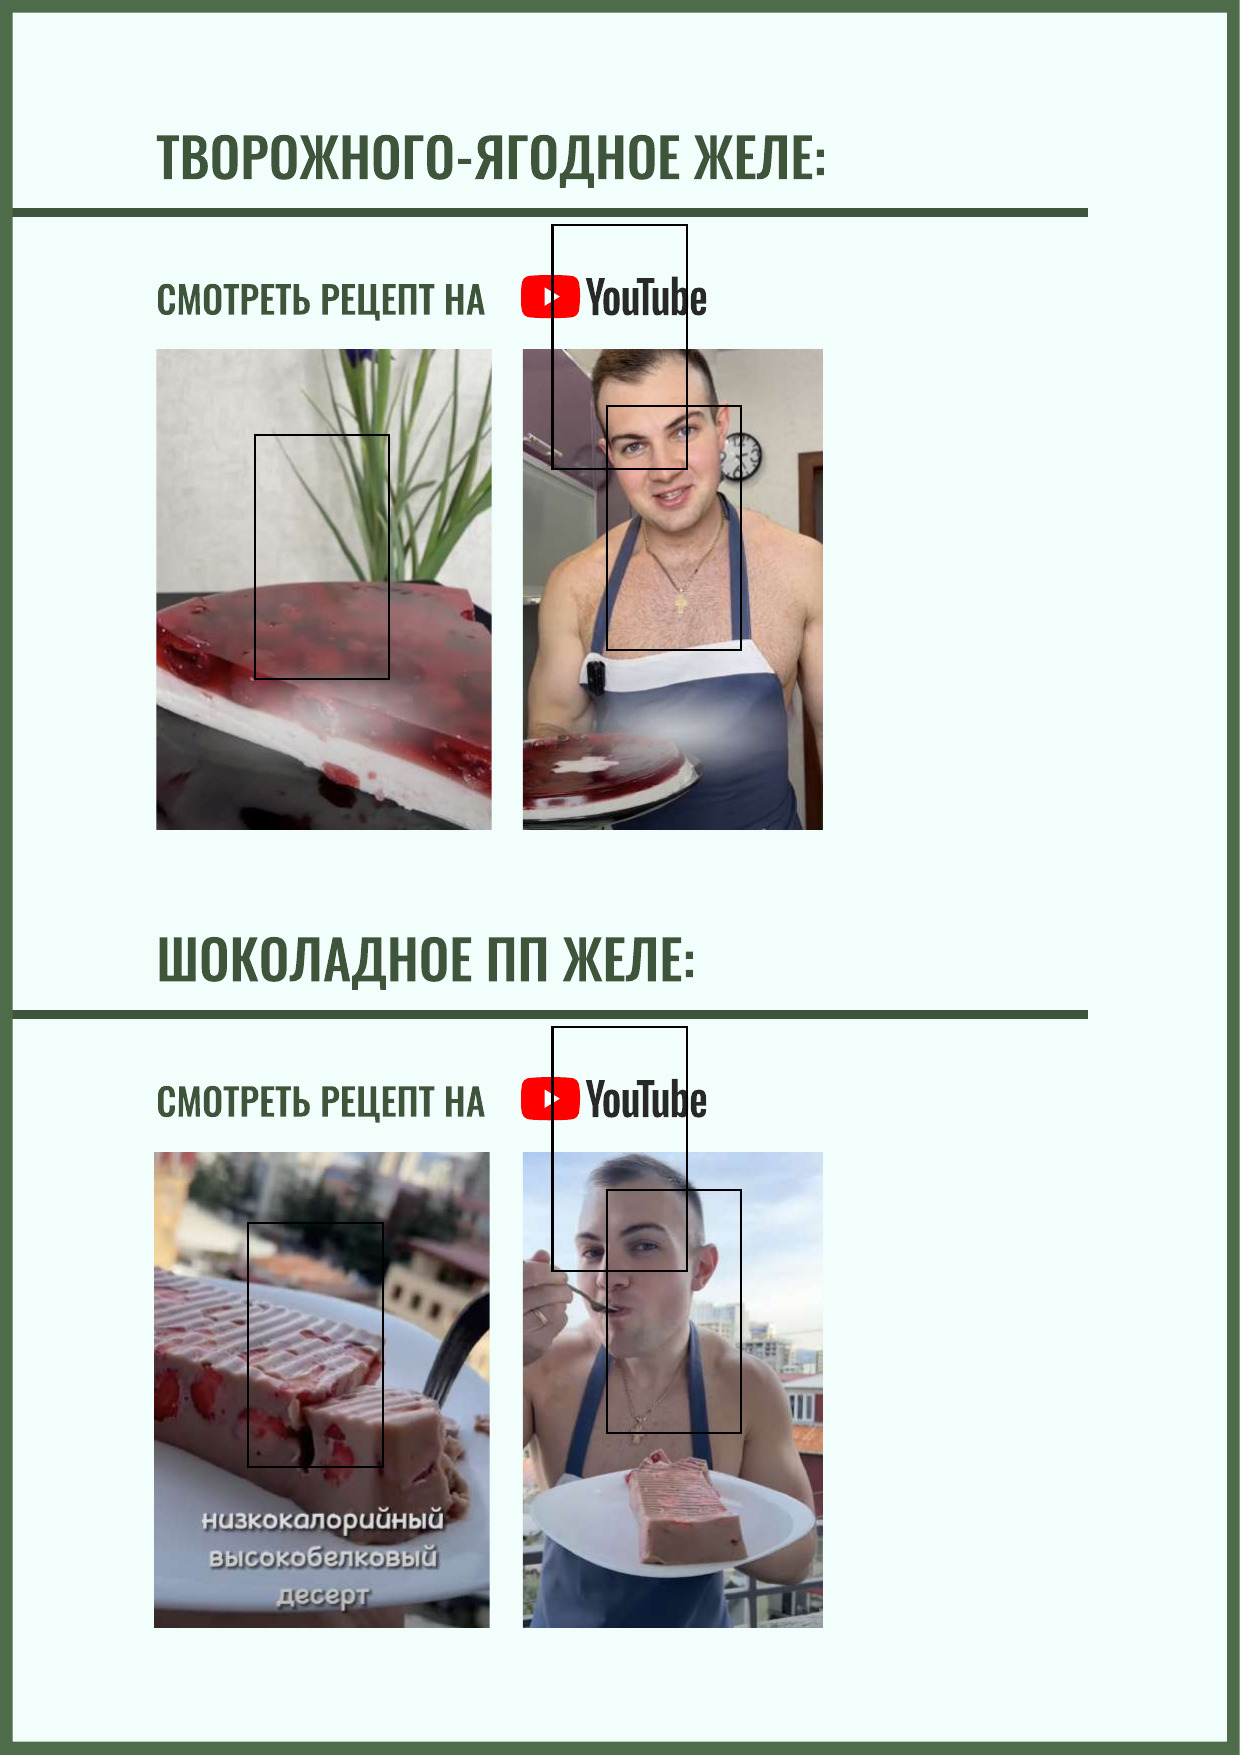 ТВОРОЖНОГО-ЯГОДНОЕ ЖЕЛЕ:
СМОТРЕТЬ РЕЦЕПТ НА YouTube
ШОКОЛАДНОЕ ПП ЖЕЛЕ:
СМОТРЕТЬ РЕЦЕПТ НА YouTube
низкокалорийный
высокобелковый
десерт